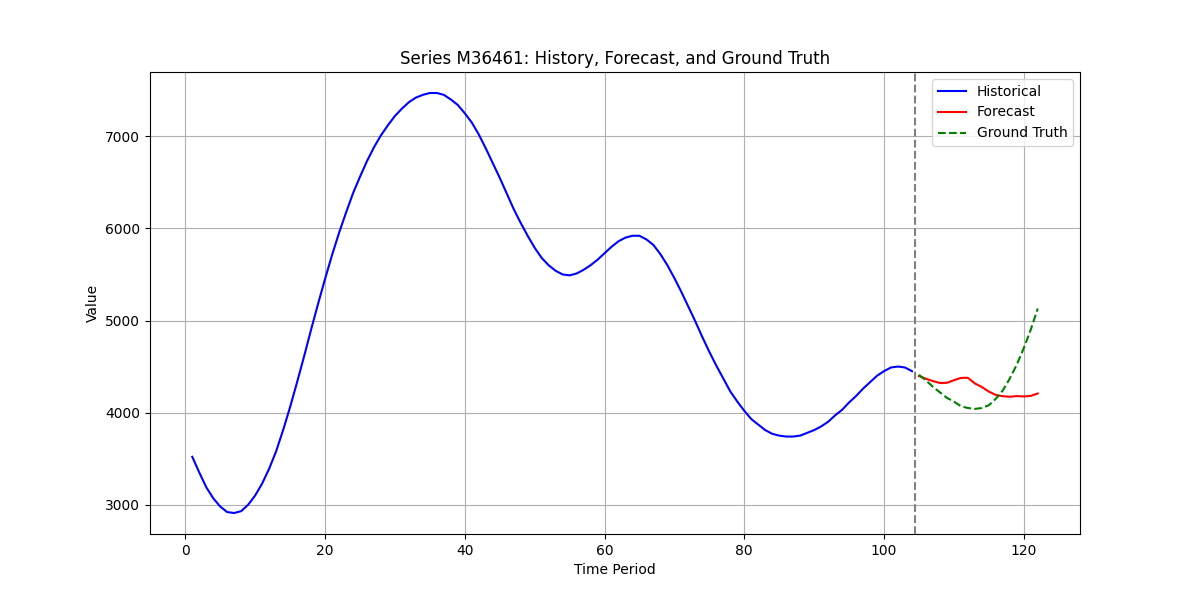 Series M36461: History, Forecast, and Ground Truth
Historical
Forecast
Ground Truth
Value
7000
6000
5000
4000
3000
0 20 40 60 80 100 120
Time Period